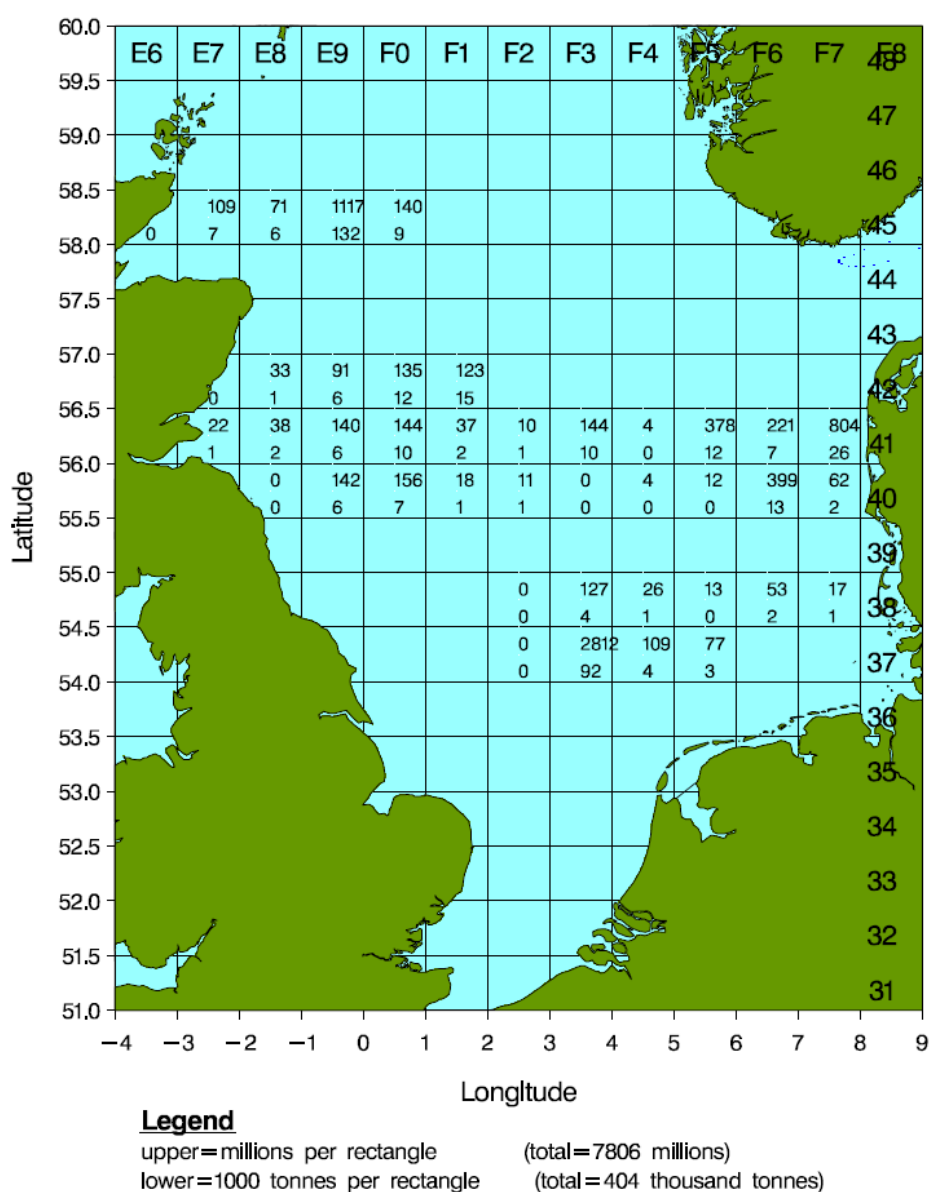 60.0 E6 E7 E8 E9 F0 F1 F2 F3 F4 F5 F6 F7 F8
48
59.5
47
59.0
46
58.5
109 71 1117 140
45
0 7 6 132 9
58.0
44
57.5
43
57.0
33 91 135 123
42
0 1 6 12 15
56.5
22 38 140 144 37 10 144 4 378 221 804
41
1 2 6 10 2 1 10 0 12 7 26
56.0
0 142 156 18 11 0 4 12 399 62
40
0 6 7 1 1 0 0 0 13 2
55.5
39
55.0
0 127 26 13 53 17
38
0 4 1 0 2 1
54.5
0 2812 109 77
37
0 92 4 3
54.0
36
53.5
35
53.0
34
52.5
33
52.0
32
51.5
31
51.0
Latitude
−4 −3 −2 −1 0 1 2 3 4 5 6 7 8 9
Longitude
Legend
upper=millions per rectangle (total=7806 millions)
lower=1000 tonnes per rectangle (total=404 thousand tonnes)